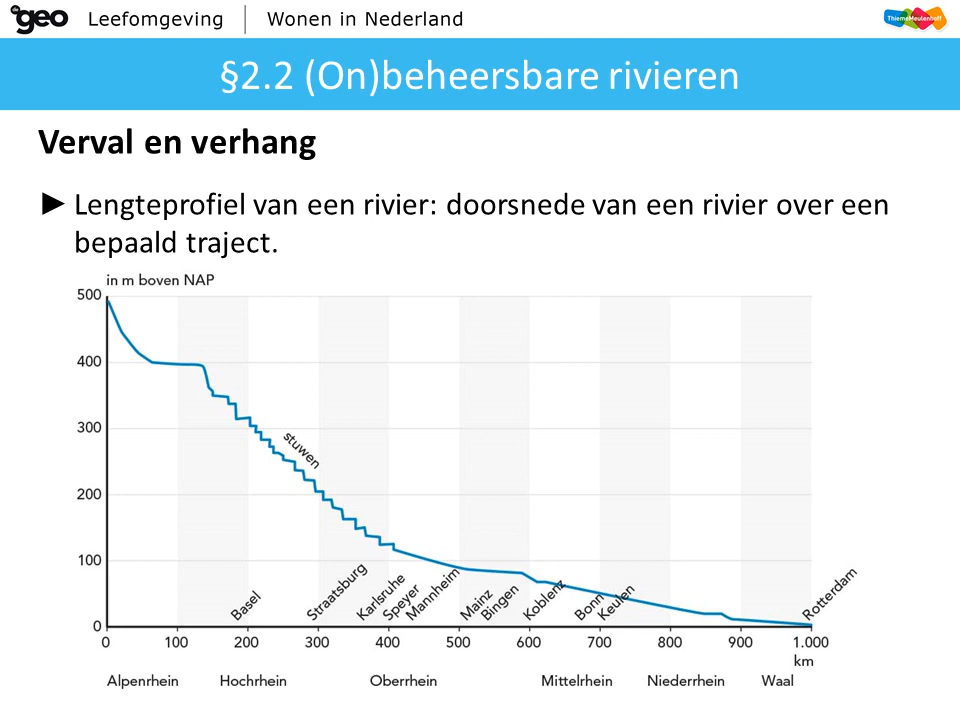 de geo Leefomgeving | Wonen in Nederland
ThiemeMeulenhoff
§2.2 (On)beheersbare rivieren
Verval en verhang
► Lengteprofiel van een rivier: doorsnede van een rivier over een
bepaald traject.
in m boven NAP
500
400
300
200
100
0
stuwen
Basel
Straatsburg
Karlsruhe
Speyer
Mannheim
Mainz
Bingen
Koblenz
Bonn
Keulen
Rotterdam
0 100 200 300 400 500 600 700 800 900 1.000
km
Alpenrhein Hochrhein Oberrhein Mittelrhein Niederrhein Waal